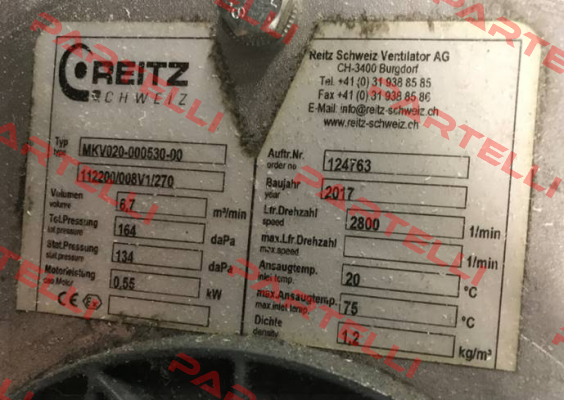 REITZ
SCHWEIZ
Reitz Schweiz Ventilator AG
CH-3400 Burgdorf
Tel. +41 (0) 31 938 85 85
Fax +41 (0) 31 938 85 86
E-Mail: info@reitz-schweiz.ch
www.reitz-schweiz.ch
Typ
type
MKV020-000530-00
112200/008V1/270
Volumen
volume
6,7
m³/min
Tot.Pressung
tot.pressure
164
daPa
Stat.Pressung
stat.pressure
134
daPa
Motorleistung
cap.Motor
0,55
kW
CE Ex
Auftr.Nr.
order no
124763
Baujahr
year
2017
Lfr.Drehzahl
speed
2800
1/min
max.Lfr.Drehzahl
max.speed
1/min
Ansaugtemp.
inlet temp.
20
°C
max.Ansaugtemp.
max.inlet temp.
75
°C
Dichte
density
1,2
kg/m³
PARTELLI
PARTELLI
PARTELLI
PARTELLI